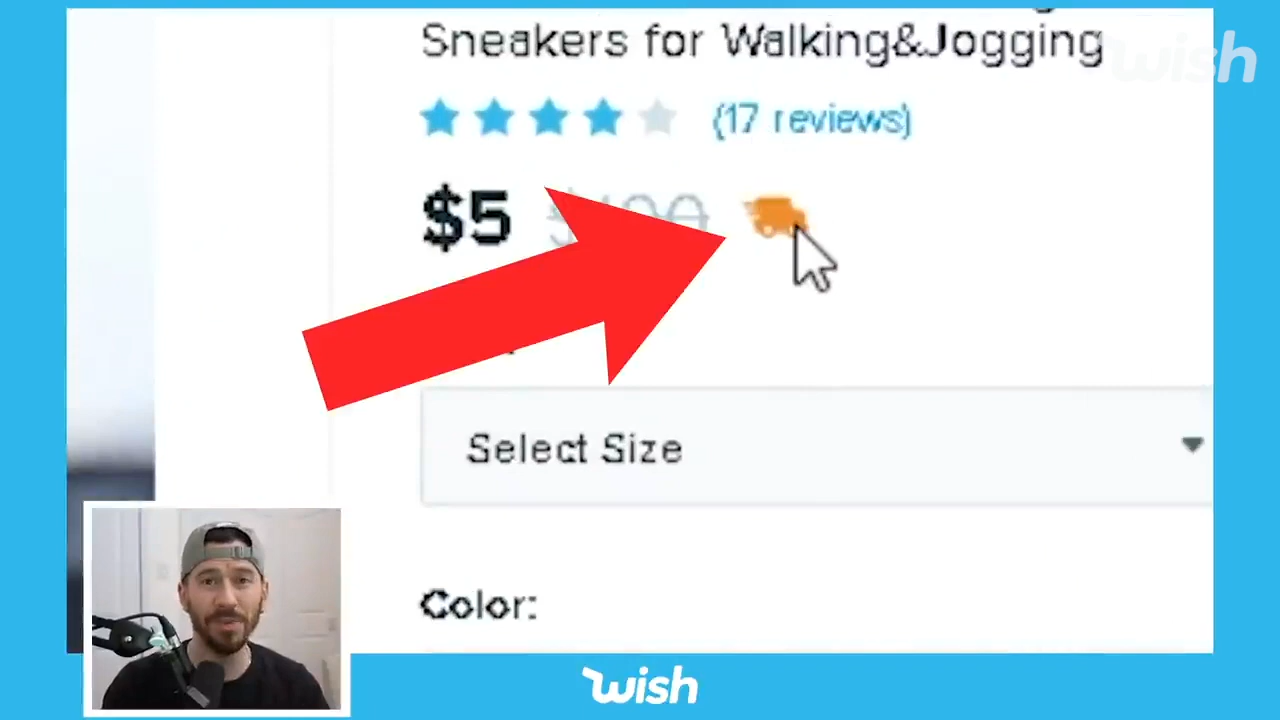 Sneakers for Walking&Jogging
wish
(17 reviews)
$5
Select Size
Color:
wish